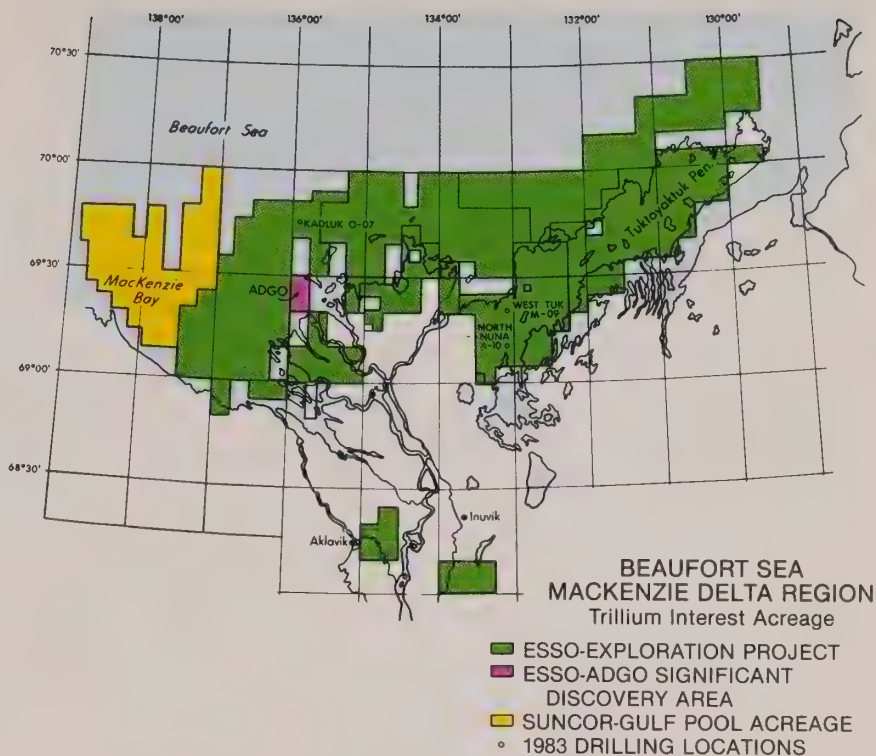 138°00' 136°00' 134°00' 132°00' 130°00'
70°30'
Beaufort Sea
70°00'
Tuktoyaktuk Pen.
KADLUK O-07
69°30'
MacKenzie
Bay
ADGO
WEST TUK
M-09
NORTH
NUNA
A-10
69°00'
68°30'
Inuvik
Aklavik
BEAUFORT SEA
MACKENZIE DELTA REGION
Trillium Interest Acreage
ESSO-EXPLORATION PROJECT
ESSO-ADGO SIGNIFICANT
DISCOVERY AREA
SUNCOR-GULF POOL ACREAGE
1983 DRILLING LOCATIONS